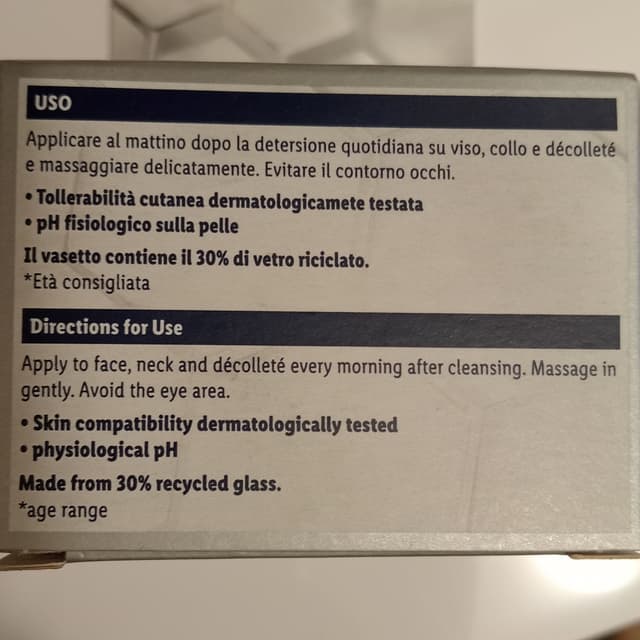 USO
Applicare al mattino dopo la detersione quotidiana su viso, collo e décolleté
e massaggiare delicatamente. Evitare il contorno occhi.
• Tollerabilità cutanea dermatologicamete testata
• pH fisiologico sulla pelle
Il vasetto contiene il 30% di vetro riciclato.
*Età consigliata
Directions for Use
Apply to face, neck and décolleté every morning after cleansing. Massage in
gently. Avoid the eye area.
• Skin compatibility dermatologically tested
• physiological pH
Made from 30% recycled glass.
*age range